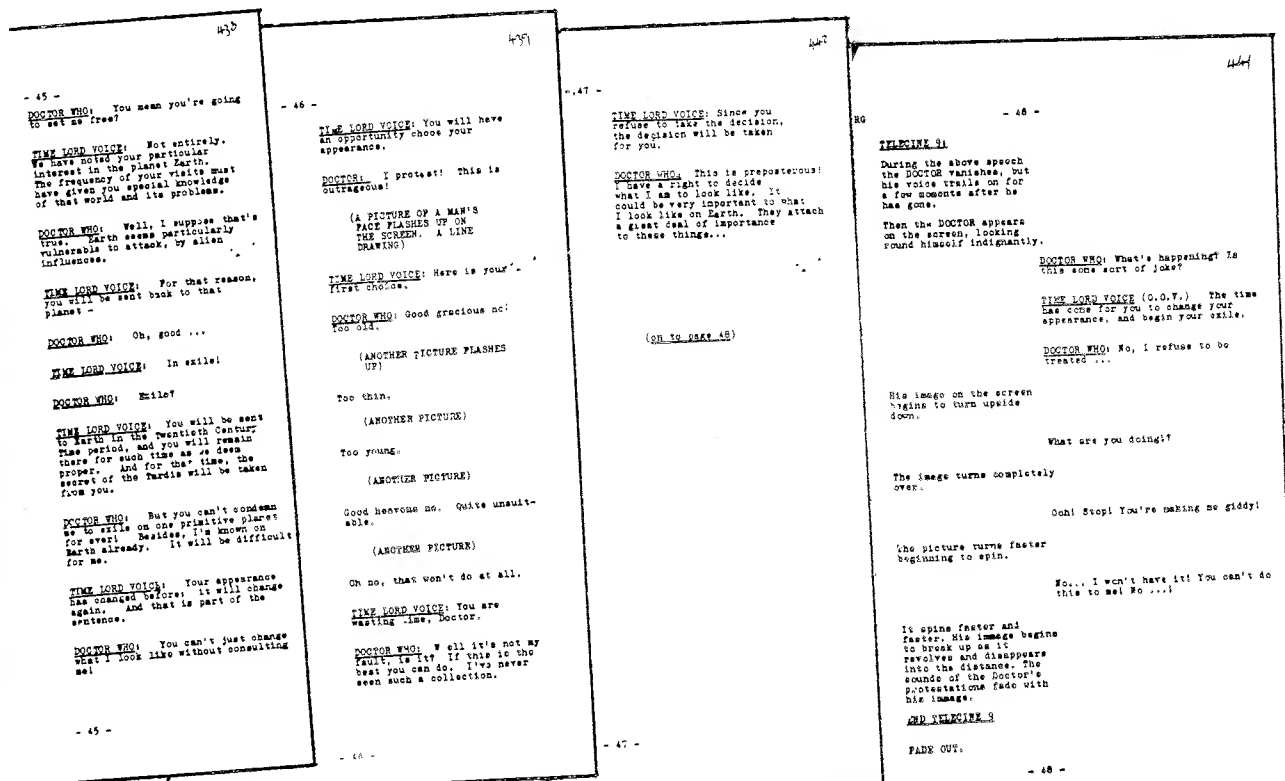 438
- 45 -
DOCTOR WHO: You mean you're going
to set me free?
TIME LORD VOICE: Not entirely.
We have noted your particular
interest in the planet Earth.
The frequency of your visits must
have given you special knowledge
of that world and its problems.
DOCTOR WHO: Well, I suppose that's
true. Earth seems particularly
vulnerable to attack, by alien
influences.
TIME LORD VOICE: For that reason,
you will be sent back to that
planet -
DOCTOR WHO: Oh, good ...
TIME LORD VOICE: In exile!
DOCTOR WHO: Exile?
TIME LORD VOICE: You will be sent
to Earth in the Twentieth Century
Time period, and you will remain
there for such time as we deem
proper. And for that time, the
secret of the Tardis will be taken
from you.
DOCTOR WHO: But you can't condemn
me to exile on one primitive planet
for ever! Besides, I'm known on
Earth already. It will be difficult
for me.
TIME LORD VOICE: Your appearance
has changed before; it will change
again. And that is part of the
sentence.
DOCTOR WHO: You can't just change
what I look like without consulting
me!
- 45 -
439
- 46 -
TIME LORD VOICE: You will have
an opportunity choose your
appearance.
DOCTOR: I protest! This is
outrageous!
(A PICTURE OF A MAN'S
FACE FLASHES UP ON
THE SCREEN. A LINE
DRAWING)
TIME LORD VOICE: Here is your
first choice.
DOCTOR WHO: Good gracious no!
Too old.
(ANOTHER PICTURE FLASHES
UP)
Too thin.
(ANOTHER PICTURE)
Too young.
(ANOTHER PICTURE)
Good heavens no. Quite unsuit-
able.
(ANOTHER PICTURE)
Oh no, that won't do at all.
TIME LORD VOICE: You are
wasting time, Doctor.
DOCTOR WHO: Well it's not my
fault, is it? If this is the
best you can do. I've never
seen such a collection.
- 46 -
- 47 -
TIME LORD VOICE: Since you
refuse to take the decision,
the decision will be taken
for you.
DOCTOR WHO: This is preposterous!
I have a right to decide
what I am to look like. It
could be very important to what
I look like on Earth. They attach
a great deal of importance
to these things...
(on to page 48)
- 47 -
RG
- 48 -
TELECINE 9:
During the above speech
the DOCTOR vanishes, but
his voice trails on for
a few moments after he
has gone.
Then the DOCTOR appears
on the screen, looking
round himself indignantly.
DOCTOR WHO: What's happening? Is
this some sort of joke?
TIME LORD VOICE (O.O.V.) The time
has come for you to change your
appearance, and begin your exile.
DOCTOR WHO: No, I refuse to be
treated ...
His image on the screen
begins to turn upside
down.
What are you doing!?
The image turns completely
over.
Ooh! Stop! You're making me giddy!
The picture turns faster
beginning to spin.
No... I won't have it! You can't do
this to me! No ...!
It spins faster and
faster. His image begins
to break up as it
revolves and disappears
into the distance. The
sounds of the Doctor's
protestations fade with
his image.
END TELECINE 9
FADE OUT.
- 48 -